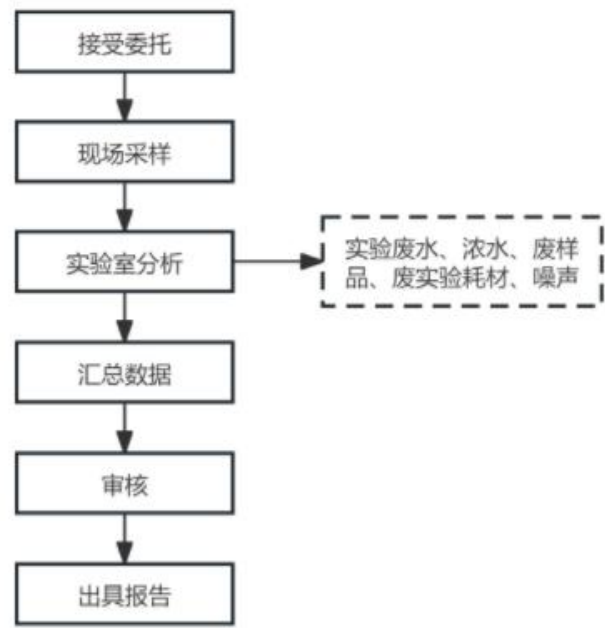 接受委托
现场采样
实验室分析
实验废水、浓水、废样
品、废实验耗材、噪声
汇总数据
审核
出具报告